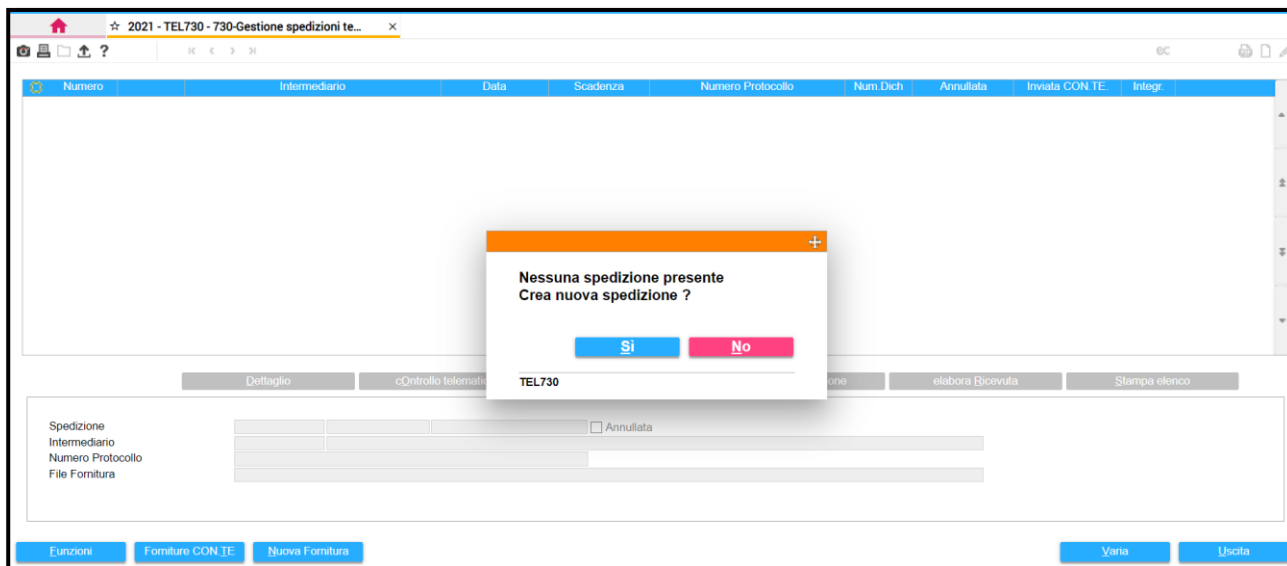 2021 - TEL730 - 730-Gestione spedizioni te...
?
Numero Intermediario Data Scadenza Numero Protocollo Num.Dich Annullata Inviata CON.TE. Integr.
Nessuna spedizione presente
Crea nuova spedizione ?
Sì No
TEL730
Dettaglio cOntrollo telematic one elabora Ricevuta Stampa elenco
Spedizione Annullata
Intermediario
Numero Protocollo
File Fornitura
Funzioni Forniture CON.TE Nuova Fornitura Varia Uscita